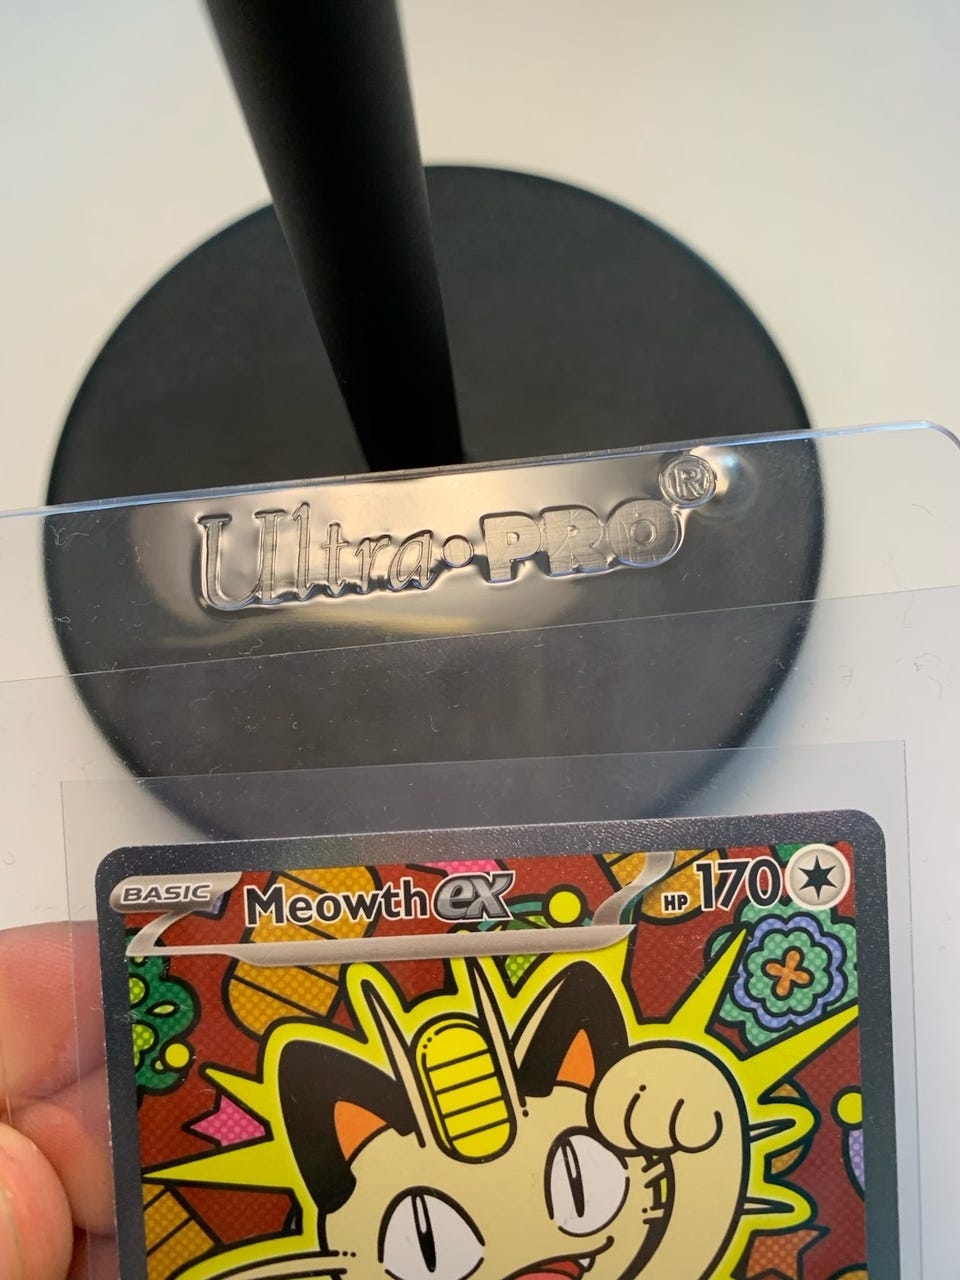 Ultra•PRO®
BASIC Meowth ex HP 170